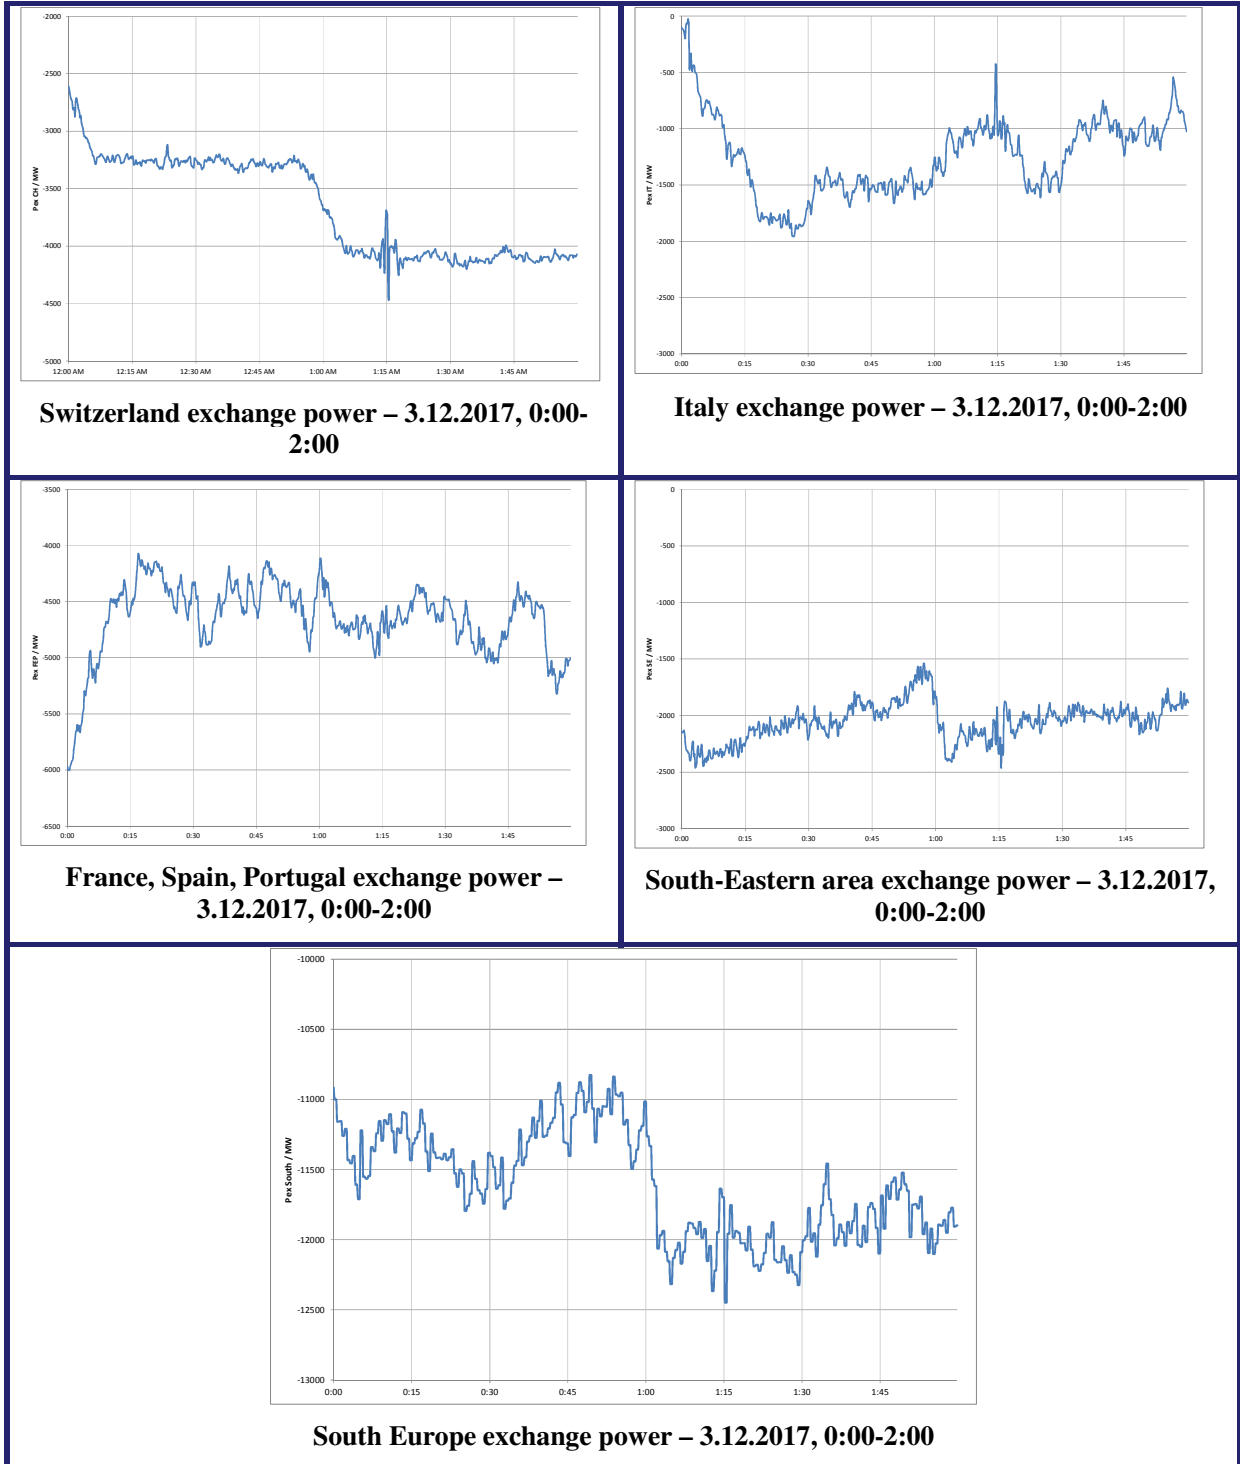 -2000
-2500
-3000
-3500
-4000
-4500
-5000
Pex CH / MW
12:00 AM 12:15 AM 12:30 AM 12:45 AM 1:00 AM 1:15 AM 1:30 AM 1:45 AM
Switzerland exchange power – 3.12.2017, 0:00-
2:00
0
-500
-1000
-1500
-2000
-2500
-3000
Pex IT / MW
0:00 0:15 0:30 0:45 1:00 1:15 1:30 1:45
Italy exchange power – 3.12.2017, 0:00-2:00
-3500
-4000
-4500
-5000
-5500
-6000
-6500
Pex FEP / MW
0:00 0:15 0:30 0:45 1:00 1:15 1:30 1:45
France, Spain, Portugal exchange power –
3.12.2017, 0:00-2:00
0
-500
-1000
-1500
-2000
-2500
-3000
Pex SE / MW
0:00 0:15 0:30 0:45 1:00 1:15 1:30 1:45
South-Eastern area exchange power – 3.12.2017,
0:00-2:00
-10000
-10500
-11000
-11500
-12000
-12500
-13000
Pex South / MW
0:00 0:15 0:30 0:45 1:00 1:15 1:30 1:45
South Europe exchange power – 3.12.2017, 0:00-2:00